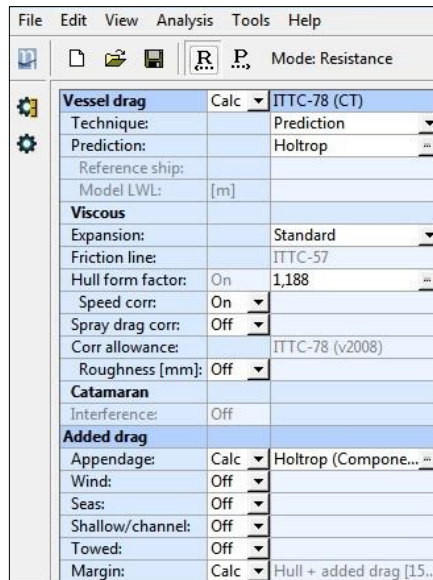 File Edit View Analysis Tools Help
R P Mode: Resistance
Vessel drag Calc ITTC-78 (CT)
Technique: Prediction
Prediction: Holtrop ...
Reference ship:
Model LWL: [m]
Viscous
Expansion: Standard
Friction line: ITTC-57
Hull form factor: On 1,188 ...
Speed corr: On
Spray drag corr: Off
Corr allowance: ITTC-78 (v2008)
Roughness [mm]: Off
Catamaran
Interference: Off
Added drag
Appendage: Calc Holtrop (Compone... ...
Wind: Off
Seas: Off
Shallow/channel: Off
Towed: Off
Margin: Calc Hull + added drag [15...